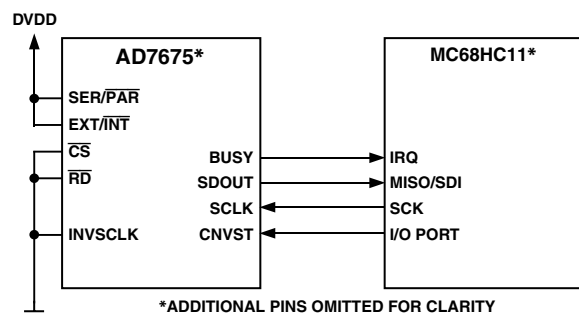 DVDD
AD7675*
MC68HC11*
SER/PAR
EXT/INT
CS
BUSY
IRQ
RD
SDOUT
MISO/SDI
SCLK
SCK
INVSCLK
CNVST
I/O PORT
*ADDITIONAL PINS OMITTED FOR CLARITY